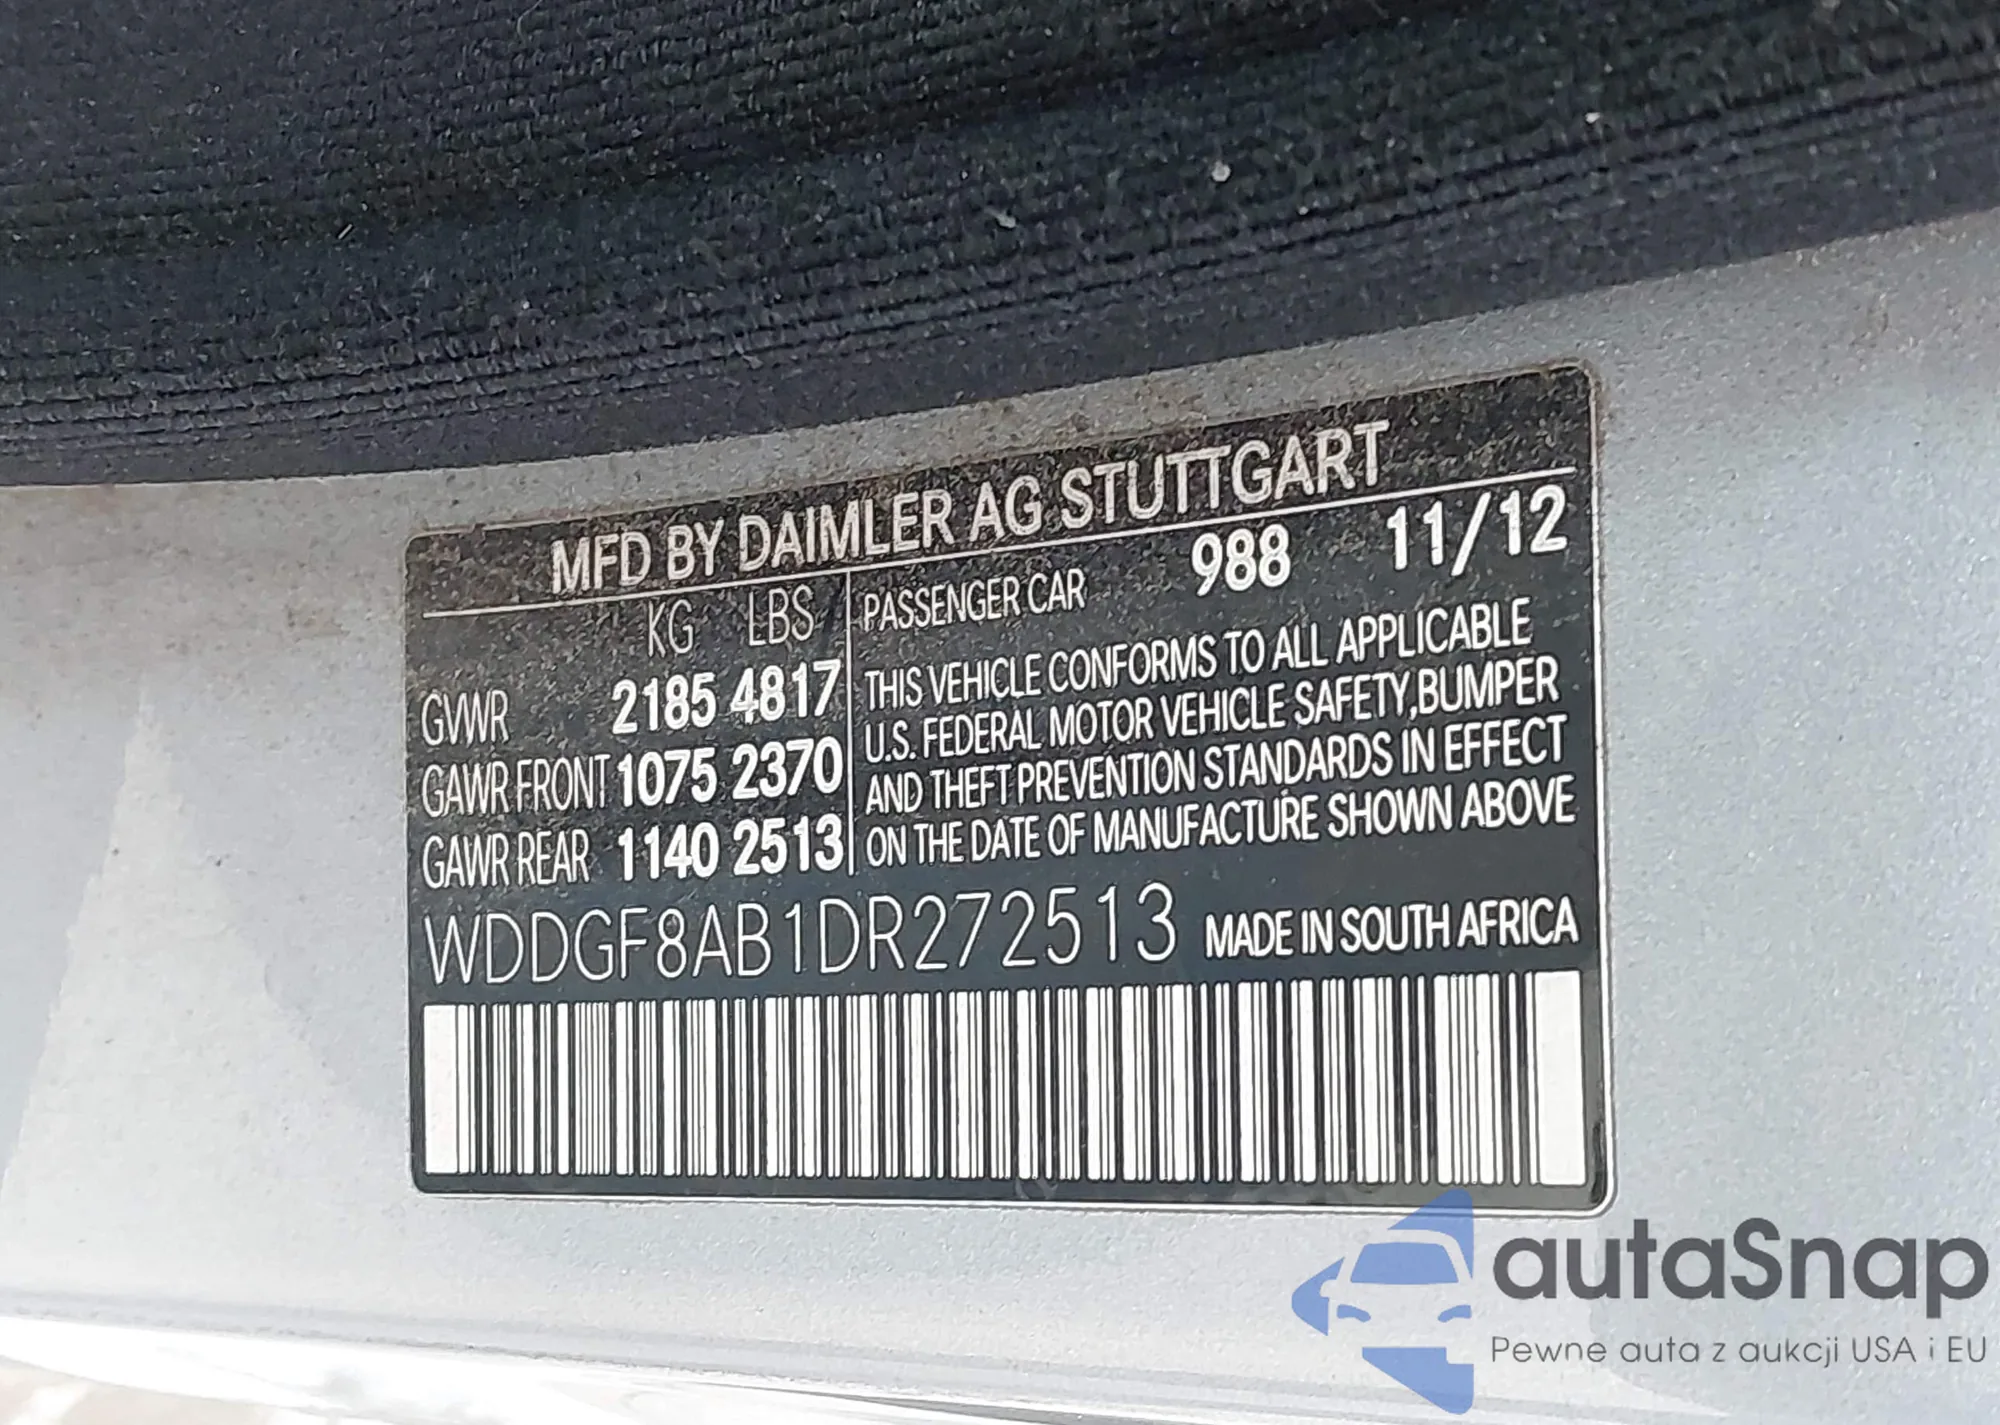 MFD BY DAIMLER AG STUTTGART
KG LBS
GVWR 2185 4817
GAWR FRONT 1075 2370
GAWR REAR 1140 2513
PASSENGER CAR 988 11/12
THIS VEHICLE CONFORMS TO ALL APPLICABLE
U.S. FEDERAL MOTOR VEHICLE SAFETY,BUMPER
AND THEFT PREVENTION STANDARDS IN EFFECT
ON THE DATE OF MANUFACTURE SHOWN ABOVE
WDDGF8AB1DR272513 MADE IN SOUTH AFRICA
autaSnap
Pewne auta z aukcji USA i EU